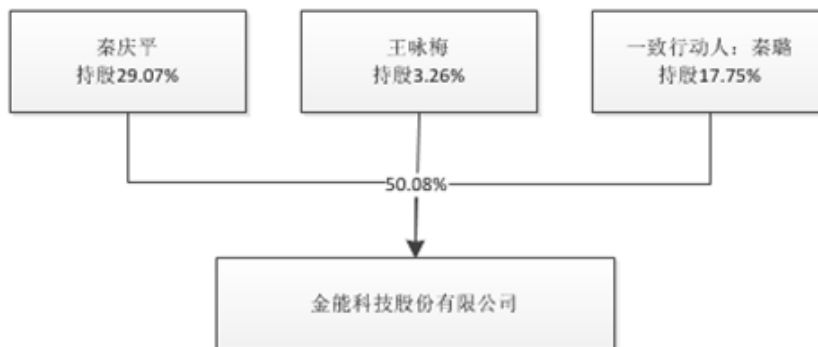 秦庆平
持股29.07%
王咏梅
持股3.26%
一致行动人：秦璐
持股17.75%
50.08%
金能科技股份有限公司